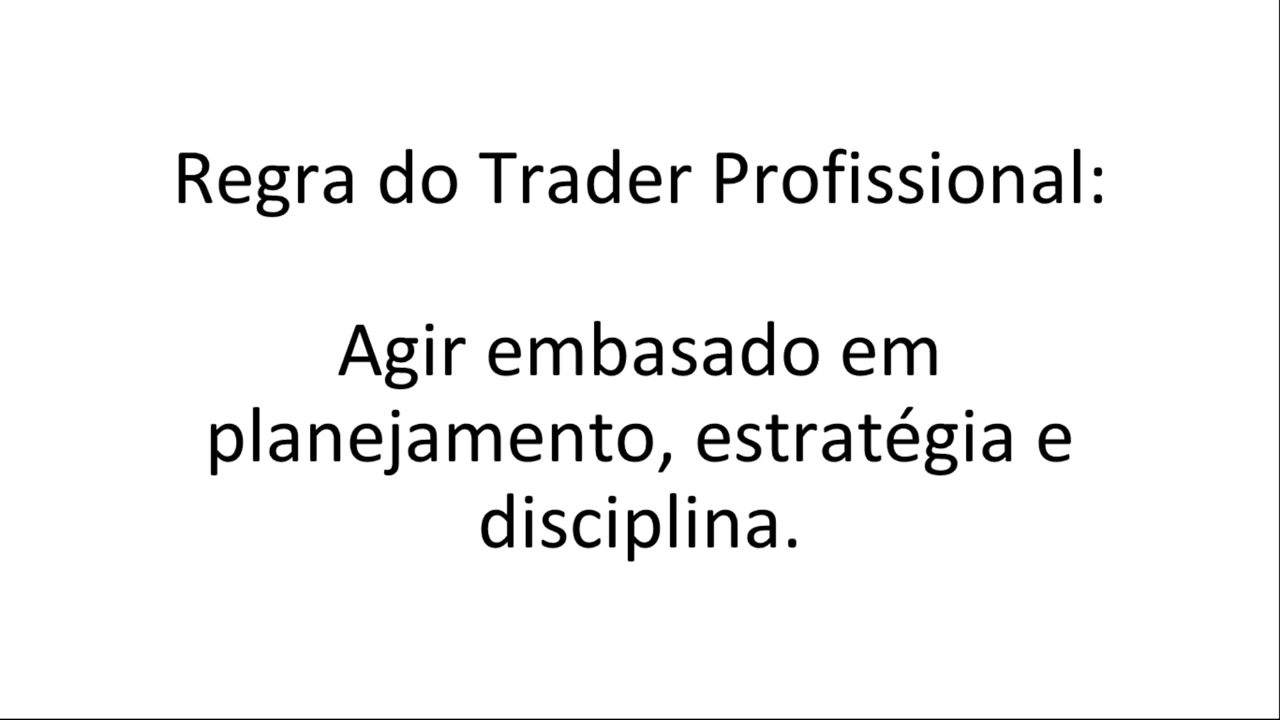 Regra do Trader Profissional:
Agir embasado em
planejamento, estratégia e
disciplina.